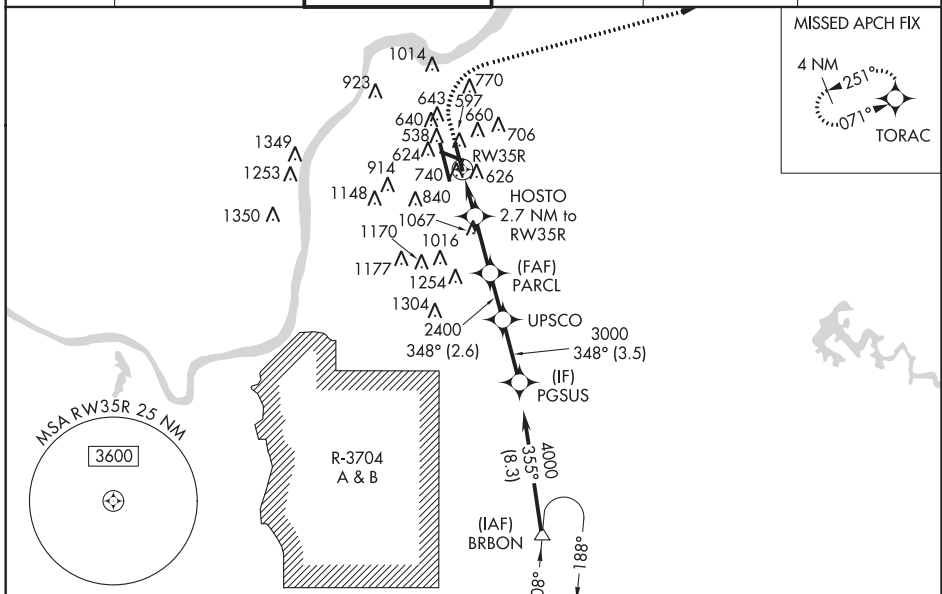 MISSED APCH FIX
4 NM
251°
071°
TORAC
1014
923
770
643
597
640
660
706
538
1349
624
RW35R
1253
740
626
914
1148
840
HOSTO
2.7 NM to
RW35R
1350
1067
1170
1016
1177
(FAF)
PARCL
1254
1304
UPSCO
2400
348° (2.6)
3000
348° (3.5)
(IF)
PGSUS
MSA RW35R 25 NM
3600
R-3704
A & B
4000
355°
(8.3)
(IAF)
BRBON
188°